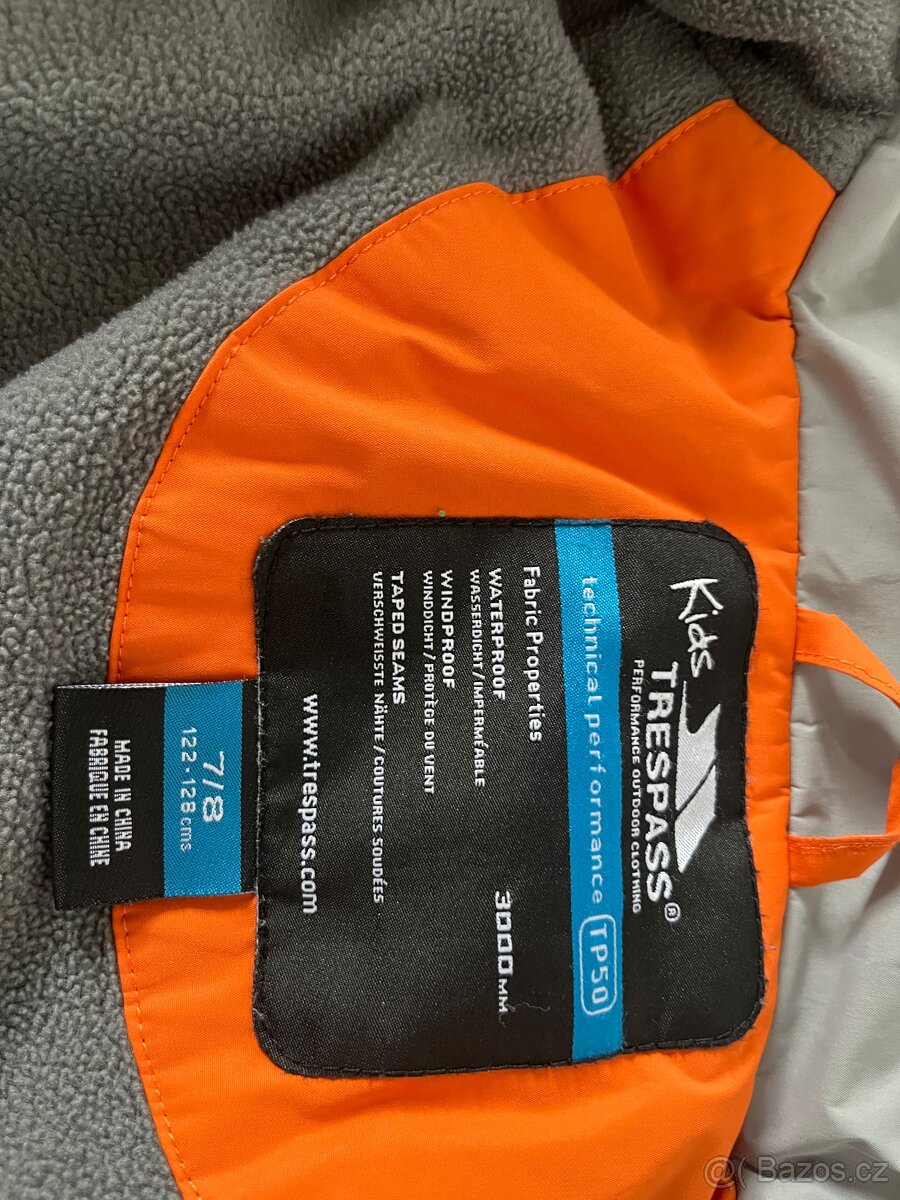 Kids
TRESPASS®
PERFORMANCE OUTDOOR CLOTHING
technical performance TP50
Fabric Properties
WATERPROOF 3000MM
WASSERDICHT/IMPERMÉABLE
WINDPROOF
WINDDICHT/PROTÈGE DU VENT
TAPED SEAMS
VERSCHWEISSTE NÄHTE/COUTURES SOUDÉES
www.trespass.com
7/8
122-128 cms
MADE IN CHINA
FABRIQUE EN CHINE
@ Bazos.cz